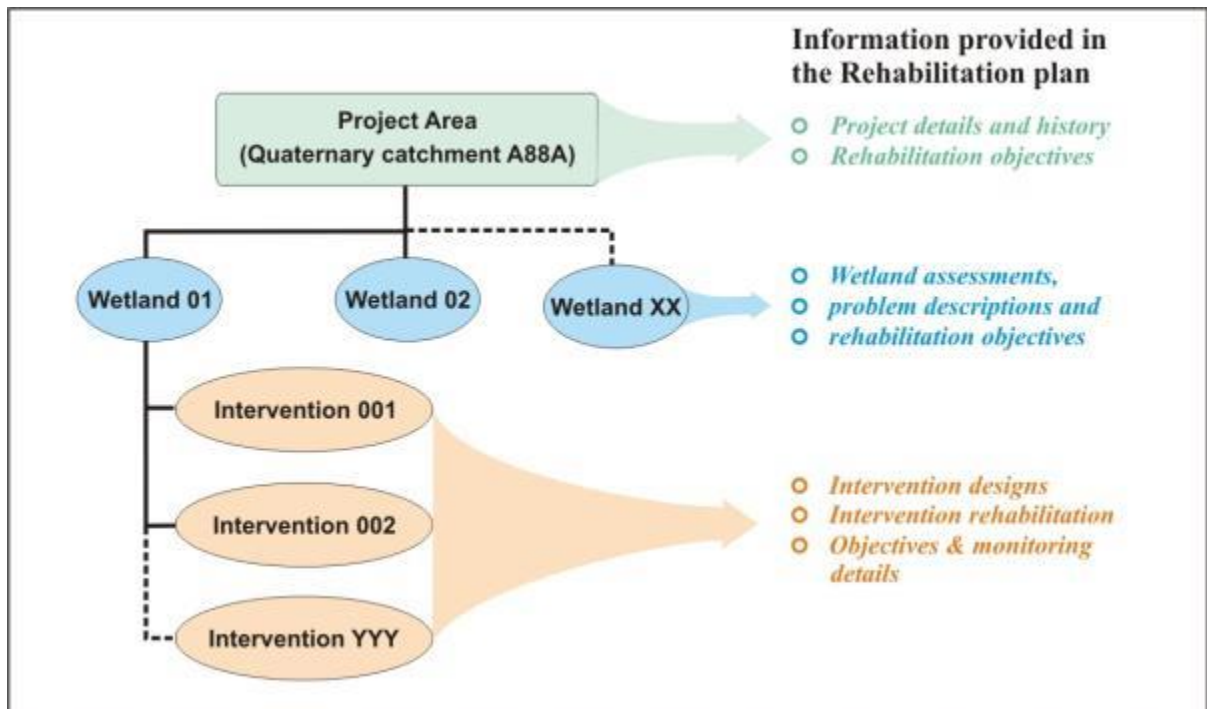 Information provided in
the Rehabilitation plan
Project Area
(Quaternary catchment A88A)
Project details and history
Rehabilitation objectives
Wetland 01
Wetland 02
Wetland XX
Wetland assessments,
problem descriptions and
rehabilitation objectives
Intervention 001
Intervention 002
Intervention YYY
Intervention designs
Intervention rehabilitation
Objectives & monitoring
details